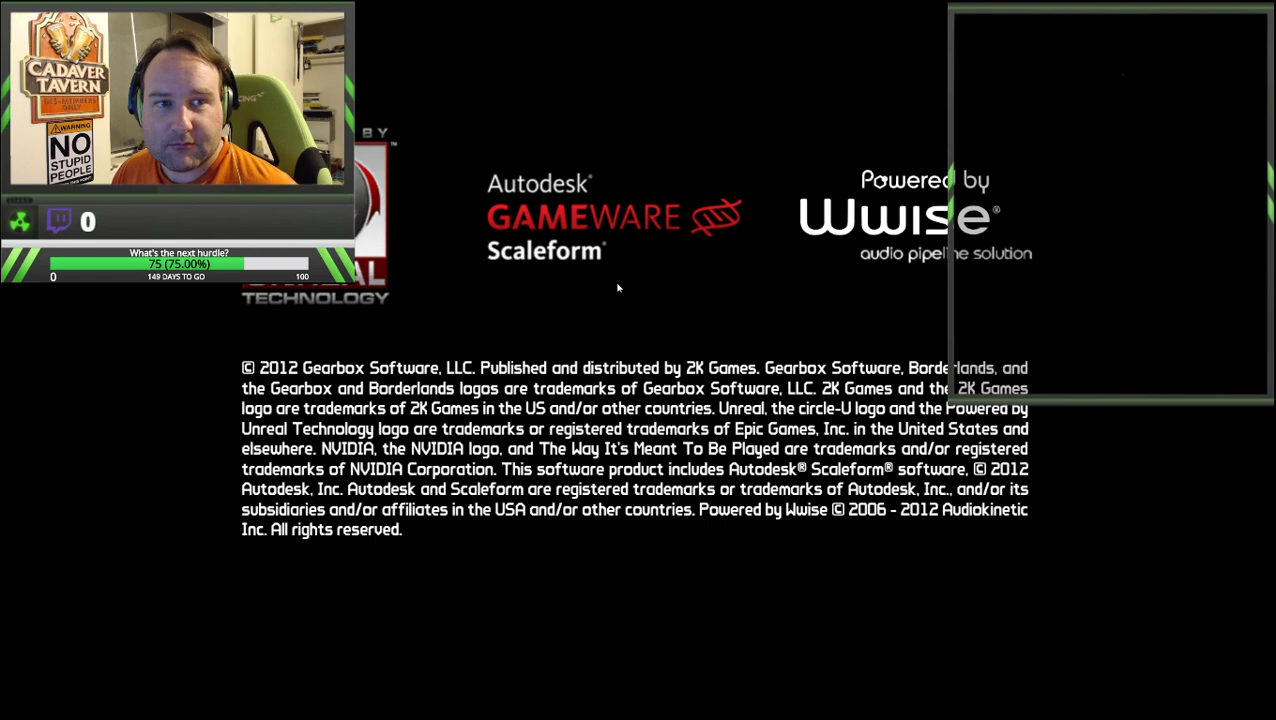 CADAVER
TAVERN
WARNING
NO
STUPID
PEOPLE
0
What's the next hurdle?
75 (75.00%)
0
149 DAYS TO GO
100
BY
TECHNOLOGY
Autodesk®
GAMEWARE
Scaleform®
Powered by
Wwise®
audio pipeline solution
© 2012 Gearbox Software, LLC. Published and distributed by 2K Games. Gearbox Software, Borderlands, and
the Gearbox and Borderlands logos are trademarks of Gearbox Software, LLC. 2K Games and the 2K Games
logo are trademarks of 2K Games in the US and/or other countries. Unreal, the circle-U logo and the Powered by
Unreal Technology logo are trademarks or registered trademarks of Epic Games, Inc. in the United States and
elsewhere. NVIDIA, the NVIDIA logo, and The Way It's Meant To Be Played are trademarks and/or registered
trademarks of NVIDIA Corporation. This software product includes Autodesk® Scaleform® software, © 2012
Autodesk, Inc. Autodesk and Scaleform are registered trademarks or trademarks of Autodesk, Inc., and/or its
subsidiaries and/or affiliates in the USA and/or other countries. Powered by Wwise © 2006 - 2012 Audiokinetic
Inc. All rights reserved.